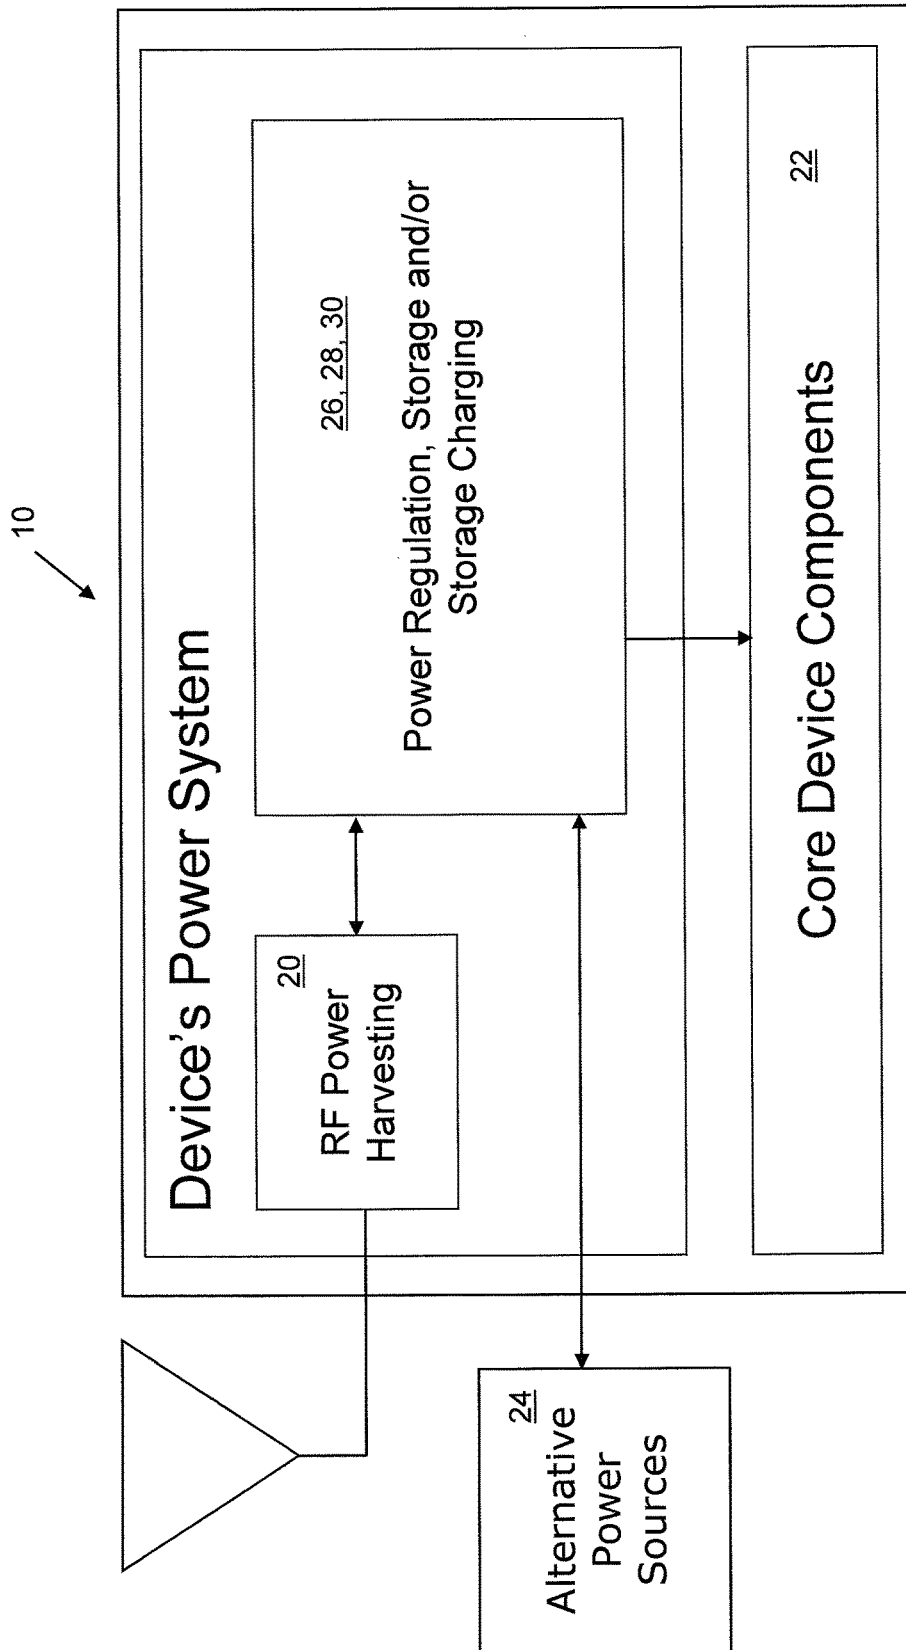 10
Device's Power System
20
RF Power
Harvesting
26, 28, 30
Power Regulation, Storage and/or
Storage Charging
24
Alternative
Power
Sources
22
Core Device Components